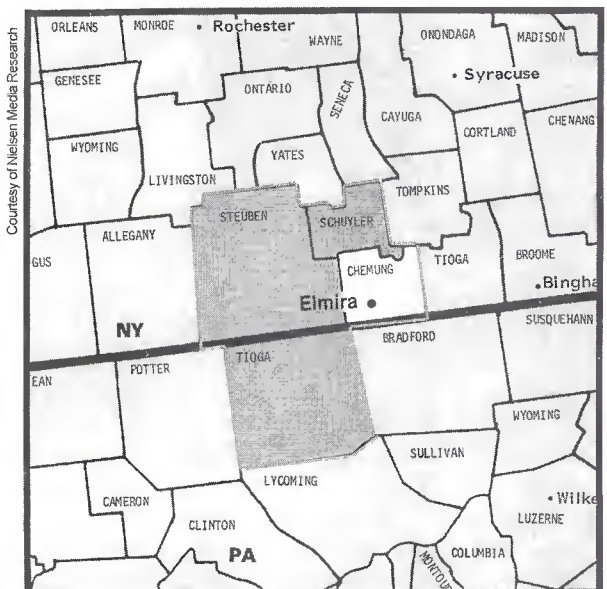 Courtesy of Nielsen Media Research
ORLEANS
MONROE
Rochester
WAYNE
ONONDAGA
MADISON
GENESEE
ONTARIO
SENECA
Syracuse
CAYUGA
CORTLAND
CHENANG
WYOMING
YATES
LIVINGSTON
TOMPKINS
STEUBEN
SCHUYLER
ALLEGANY
GUS
CHEMUNG
TIOGA
BROOME
Elmira
Bingha
NY
SUSQUEHANN
BRADFORD
TIOGA
POTTER
EAN
WYOMING
SULLIVAN
LYCOMING
CAMERON
CLINTON
Wilke
LUZERNE
PA
COLUMBIA
MONTOUR